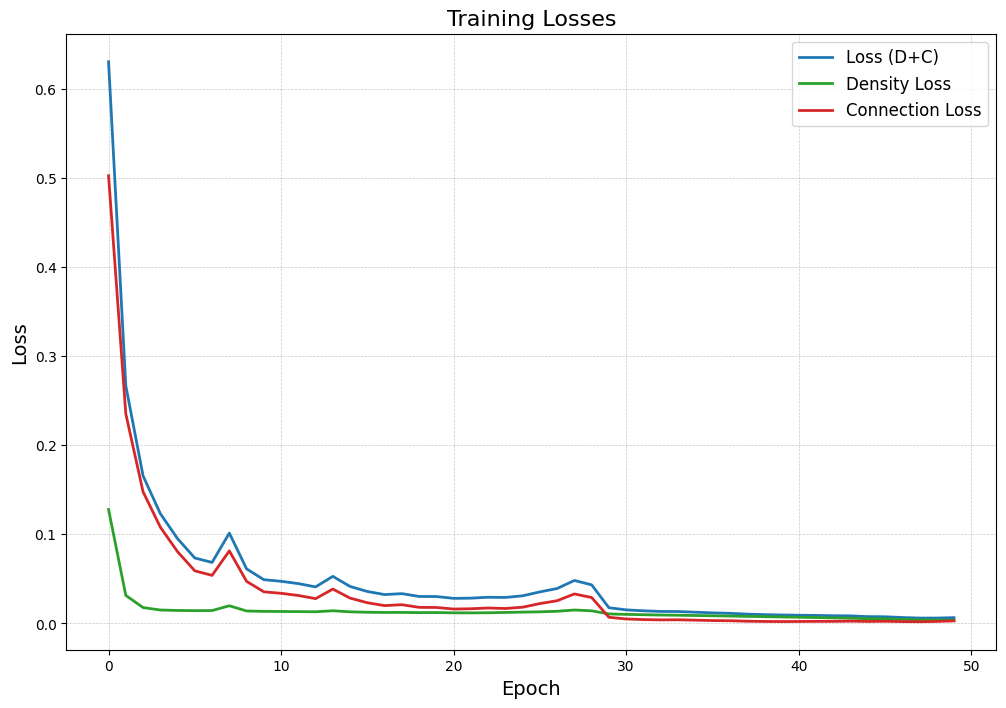 Training Losses
Loss (D+C)
Density Loss
Connection Loss
Loss
0.6
0.5
0.4
0.3
0.2
0.1
0.0
0 10 20 30 40 50
Epoch